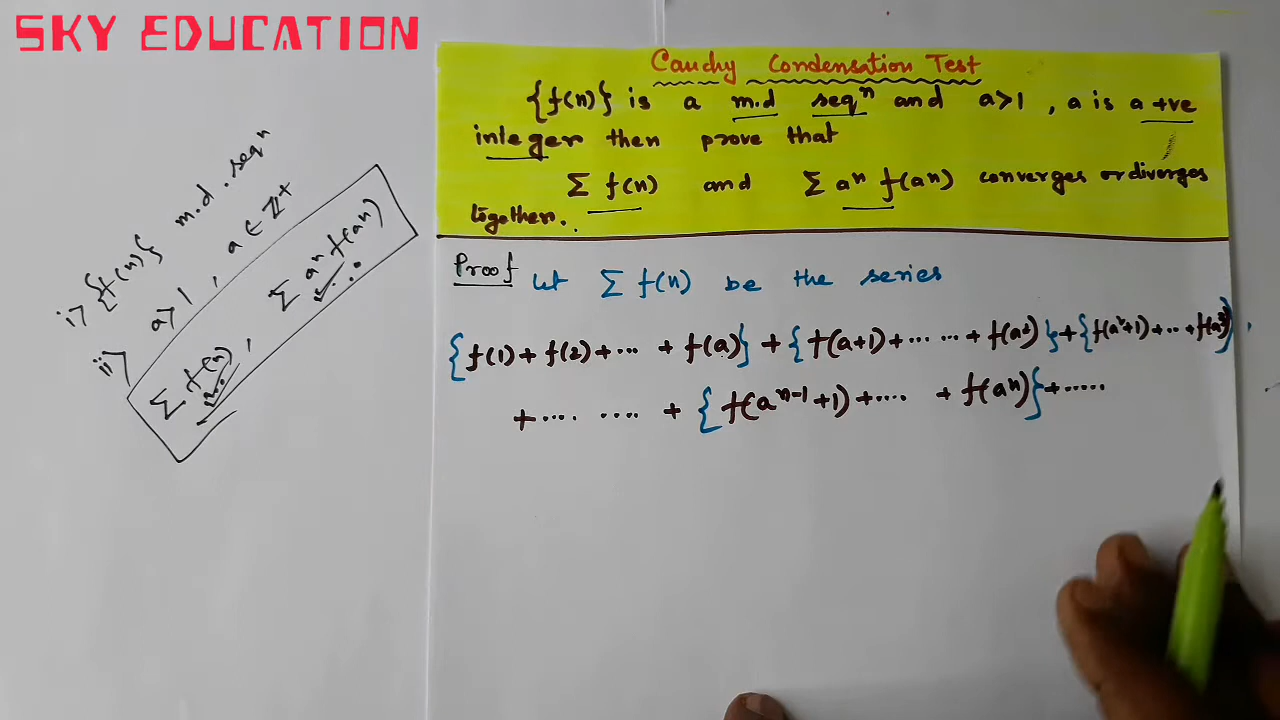 SKY EDUCATION
Cauchy Condensation Test
{f(n)} is a m.d seqⁿ and a>1, a is a +ve
integer then prove that
Σ f(n) and Σ aⁿ f(aⁿ) converges or diverges
together.
i> {f(n)} m.d. seqⁿ
ii> a>1, a ∈ Z+
Σ f(n), Σ aⁿ f(aⁿ)
Proof Let Σ f(n) be the series
{f(1) + f(2) + ... + f(a)} + {f(a+1) + ... ... + f(a²)} + {f(a²+1) + ... + f(a³)}
+ .... .... + {f(aⁿ⁻¹+1) + .... + f(aⁿ)} + .....